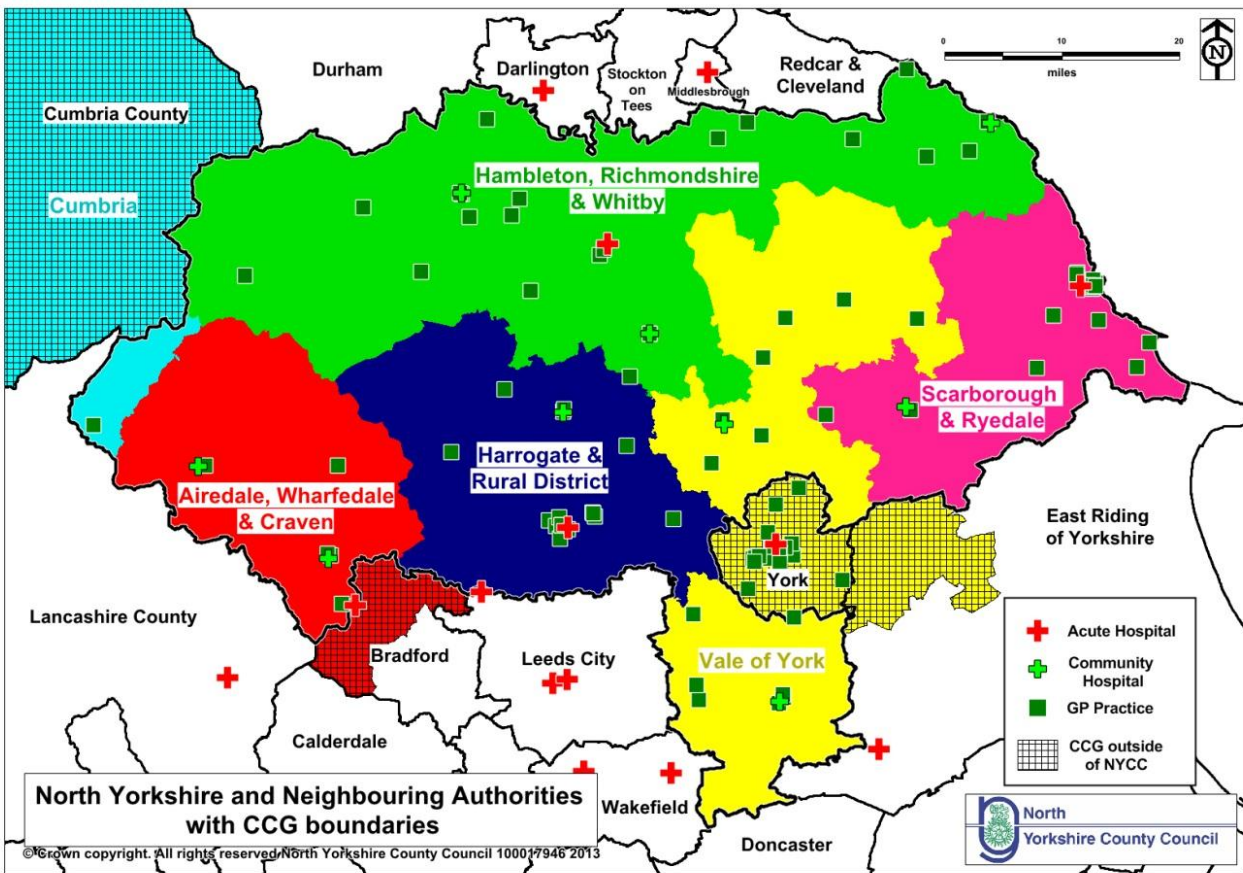 Durham
Darlington
Stockton
on
Tees
Middlesbrough
Redcar &
Cleveland
0
10
20
miles
N
Cumbria County
Cumbria
Hambleton, Richmondshire
& Whitby
Scarborough
& Ryedale
Harrogate &
Rural District
Airedale, Wharfedale
& Craven
East Riding
of Yorkshire
York
Lancashire County
Bradford
Leeds City
Vale of York
Calderdale
Wakefield
Doncaster
Acute Hospital
Community
Hospital
GP Practice
CCG outside
of NYCC
North Yorkshire and Neighbouring Authorities
with CCG boundaries
©Crown copyright. All rights reserved North Yorkshire County Council 100017946 2013
North
Yorkshire County Council